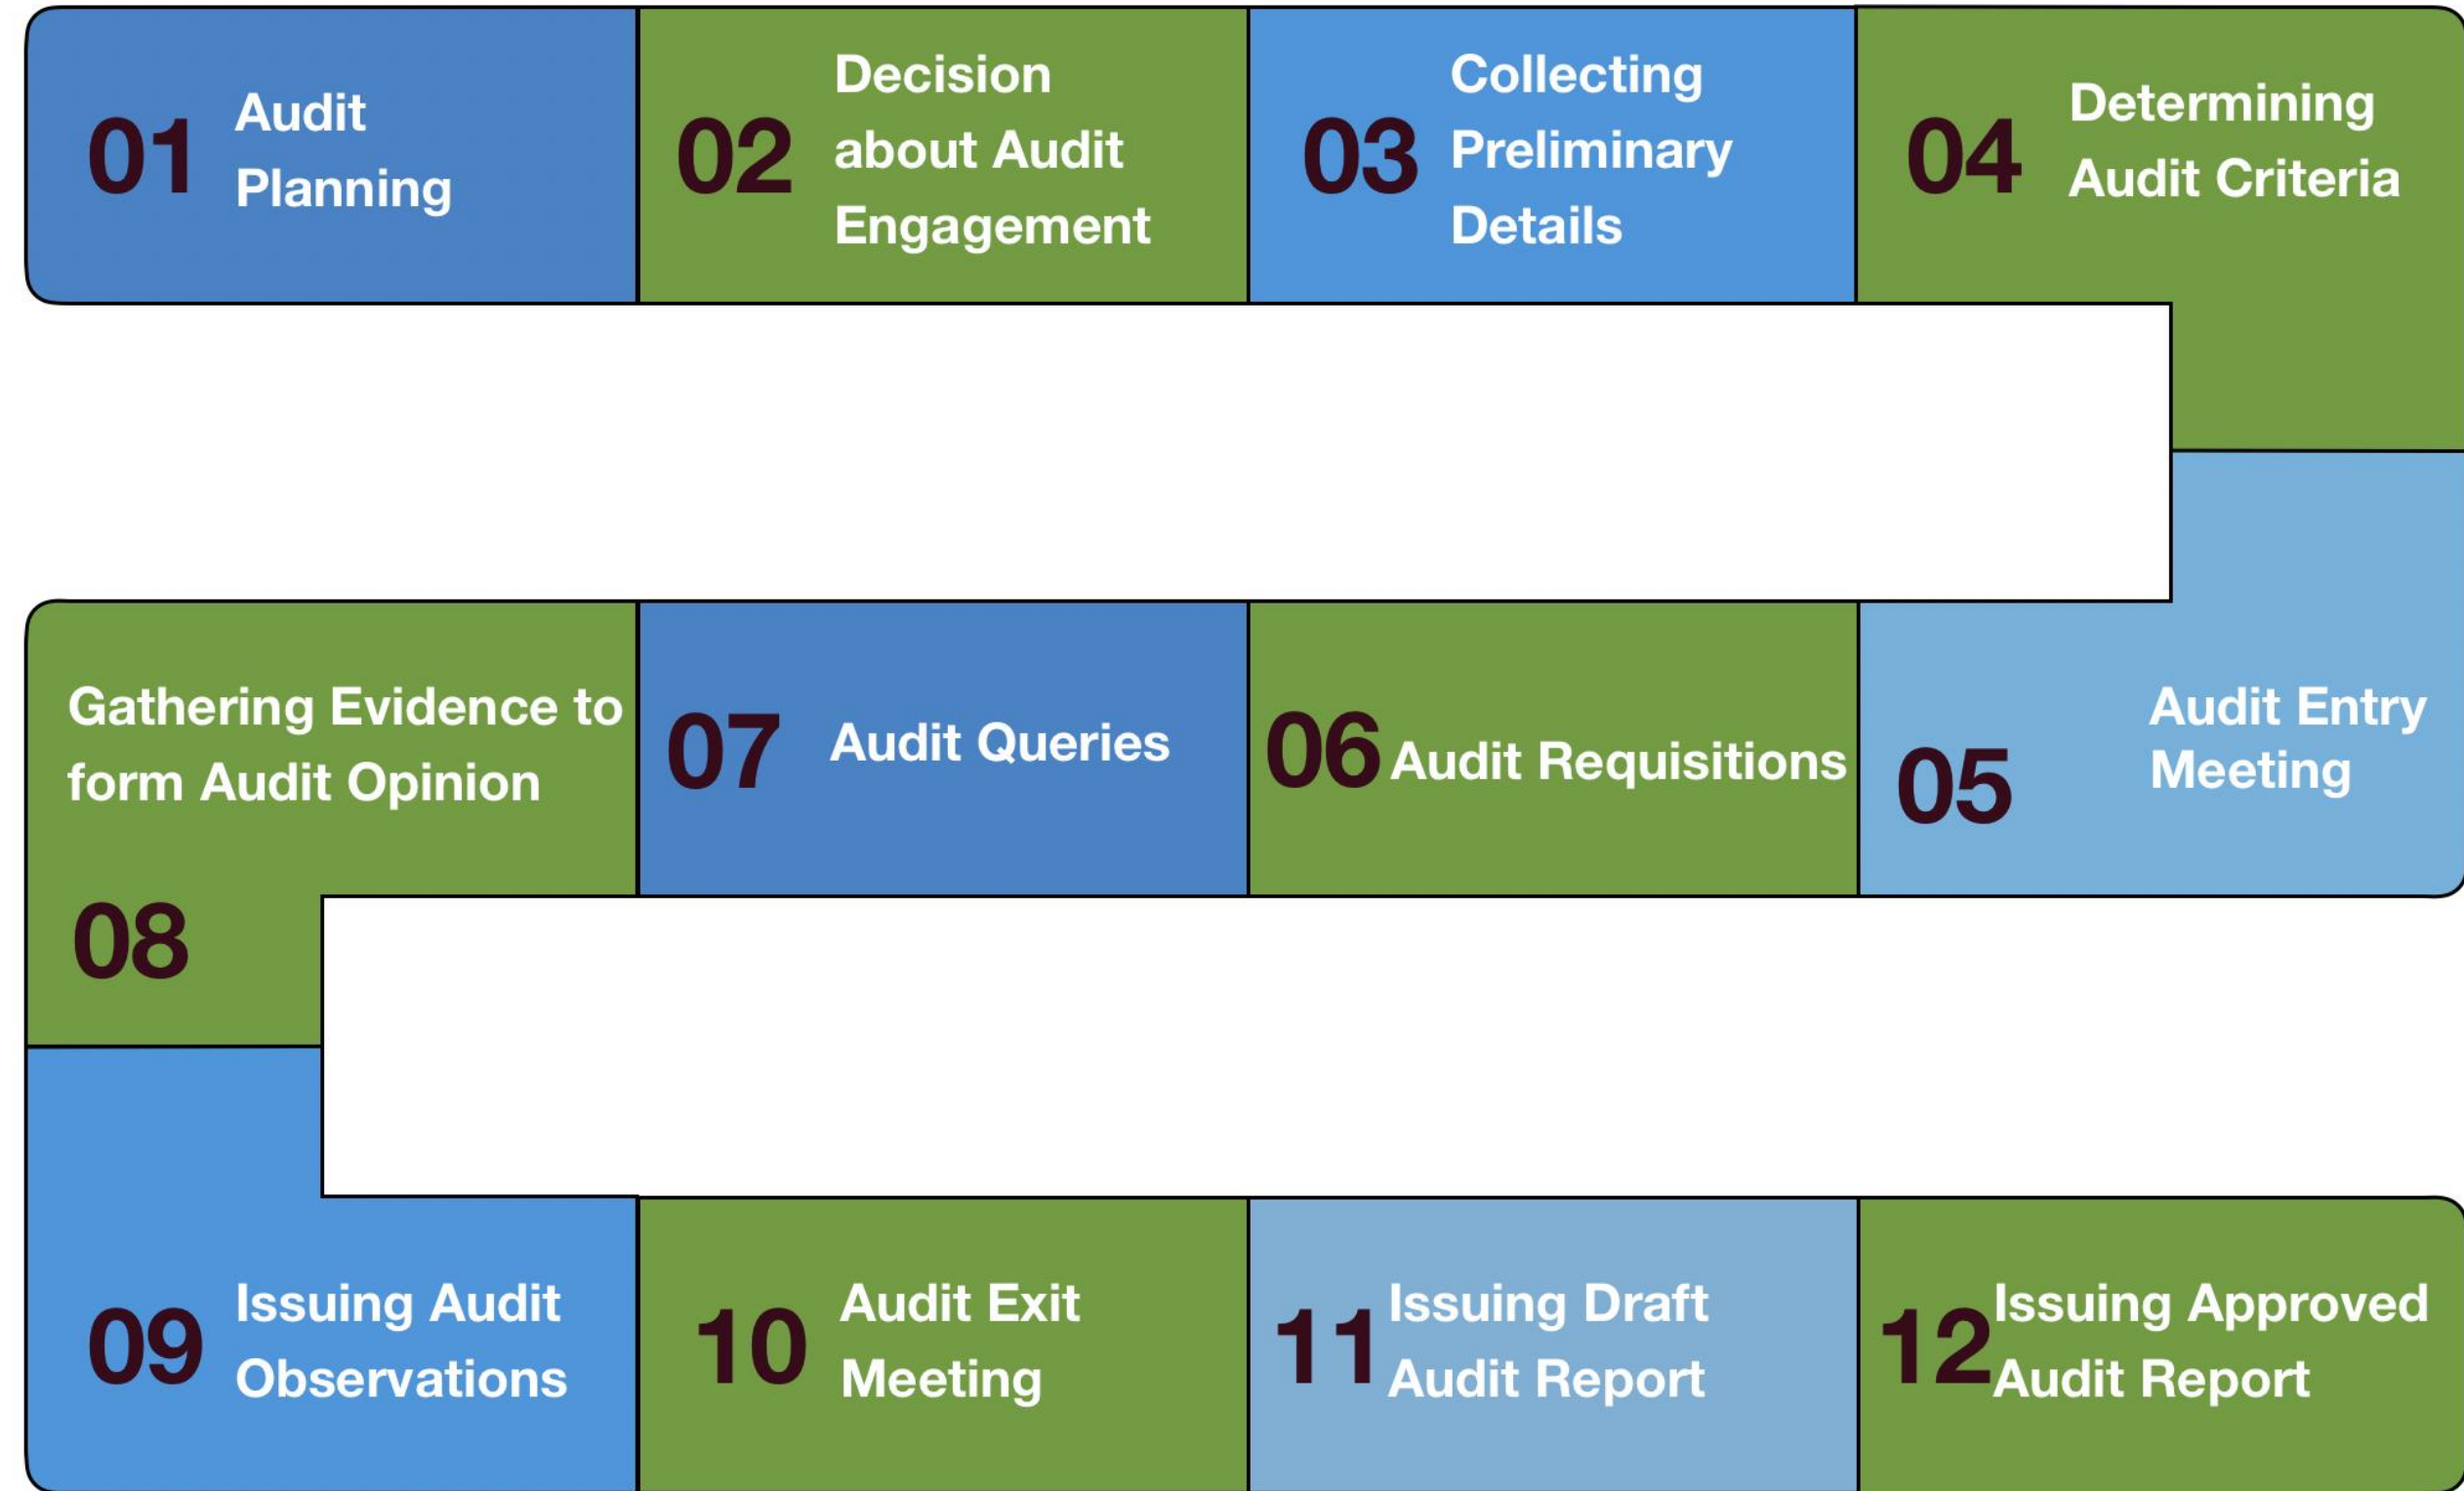 01
Audit
Planning
02
Decision
about Audit
Engagement
03
Collecting
Preliminary
Details
04
Determining
Audit Criteria
05
Audit Entry
Meeting
06
Audit Requisitions
07
Audit Queries
08
Gathering Evidence to
form Audit Opinion
09
Issuing Audit
Observations
10
Audit Exit
Meeting
11
Issuing Draft
Audit Report
12
Issuing Approved
Audit Report